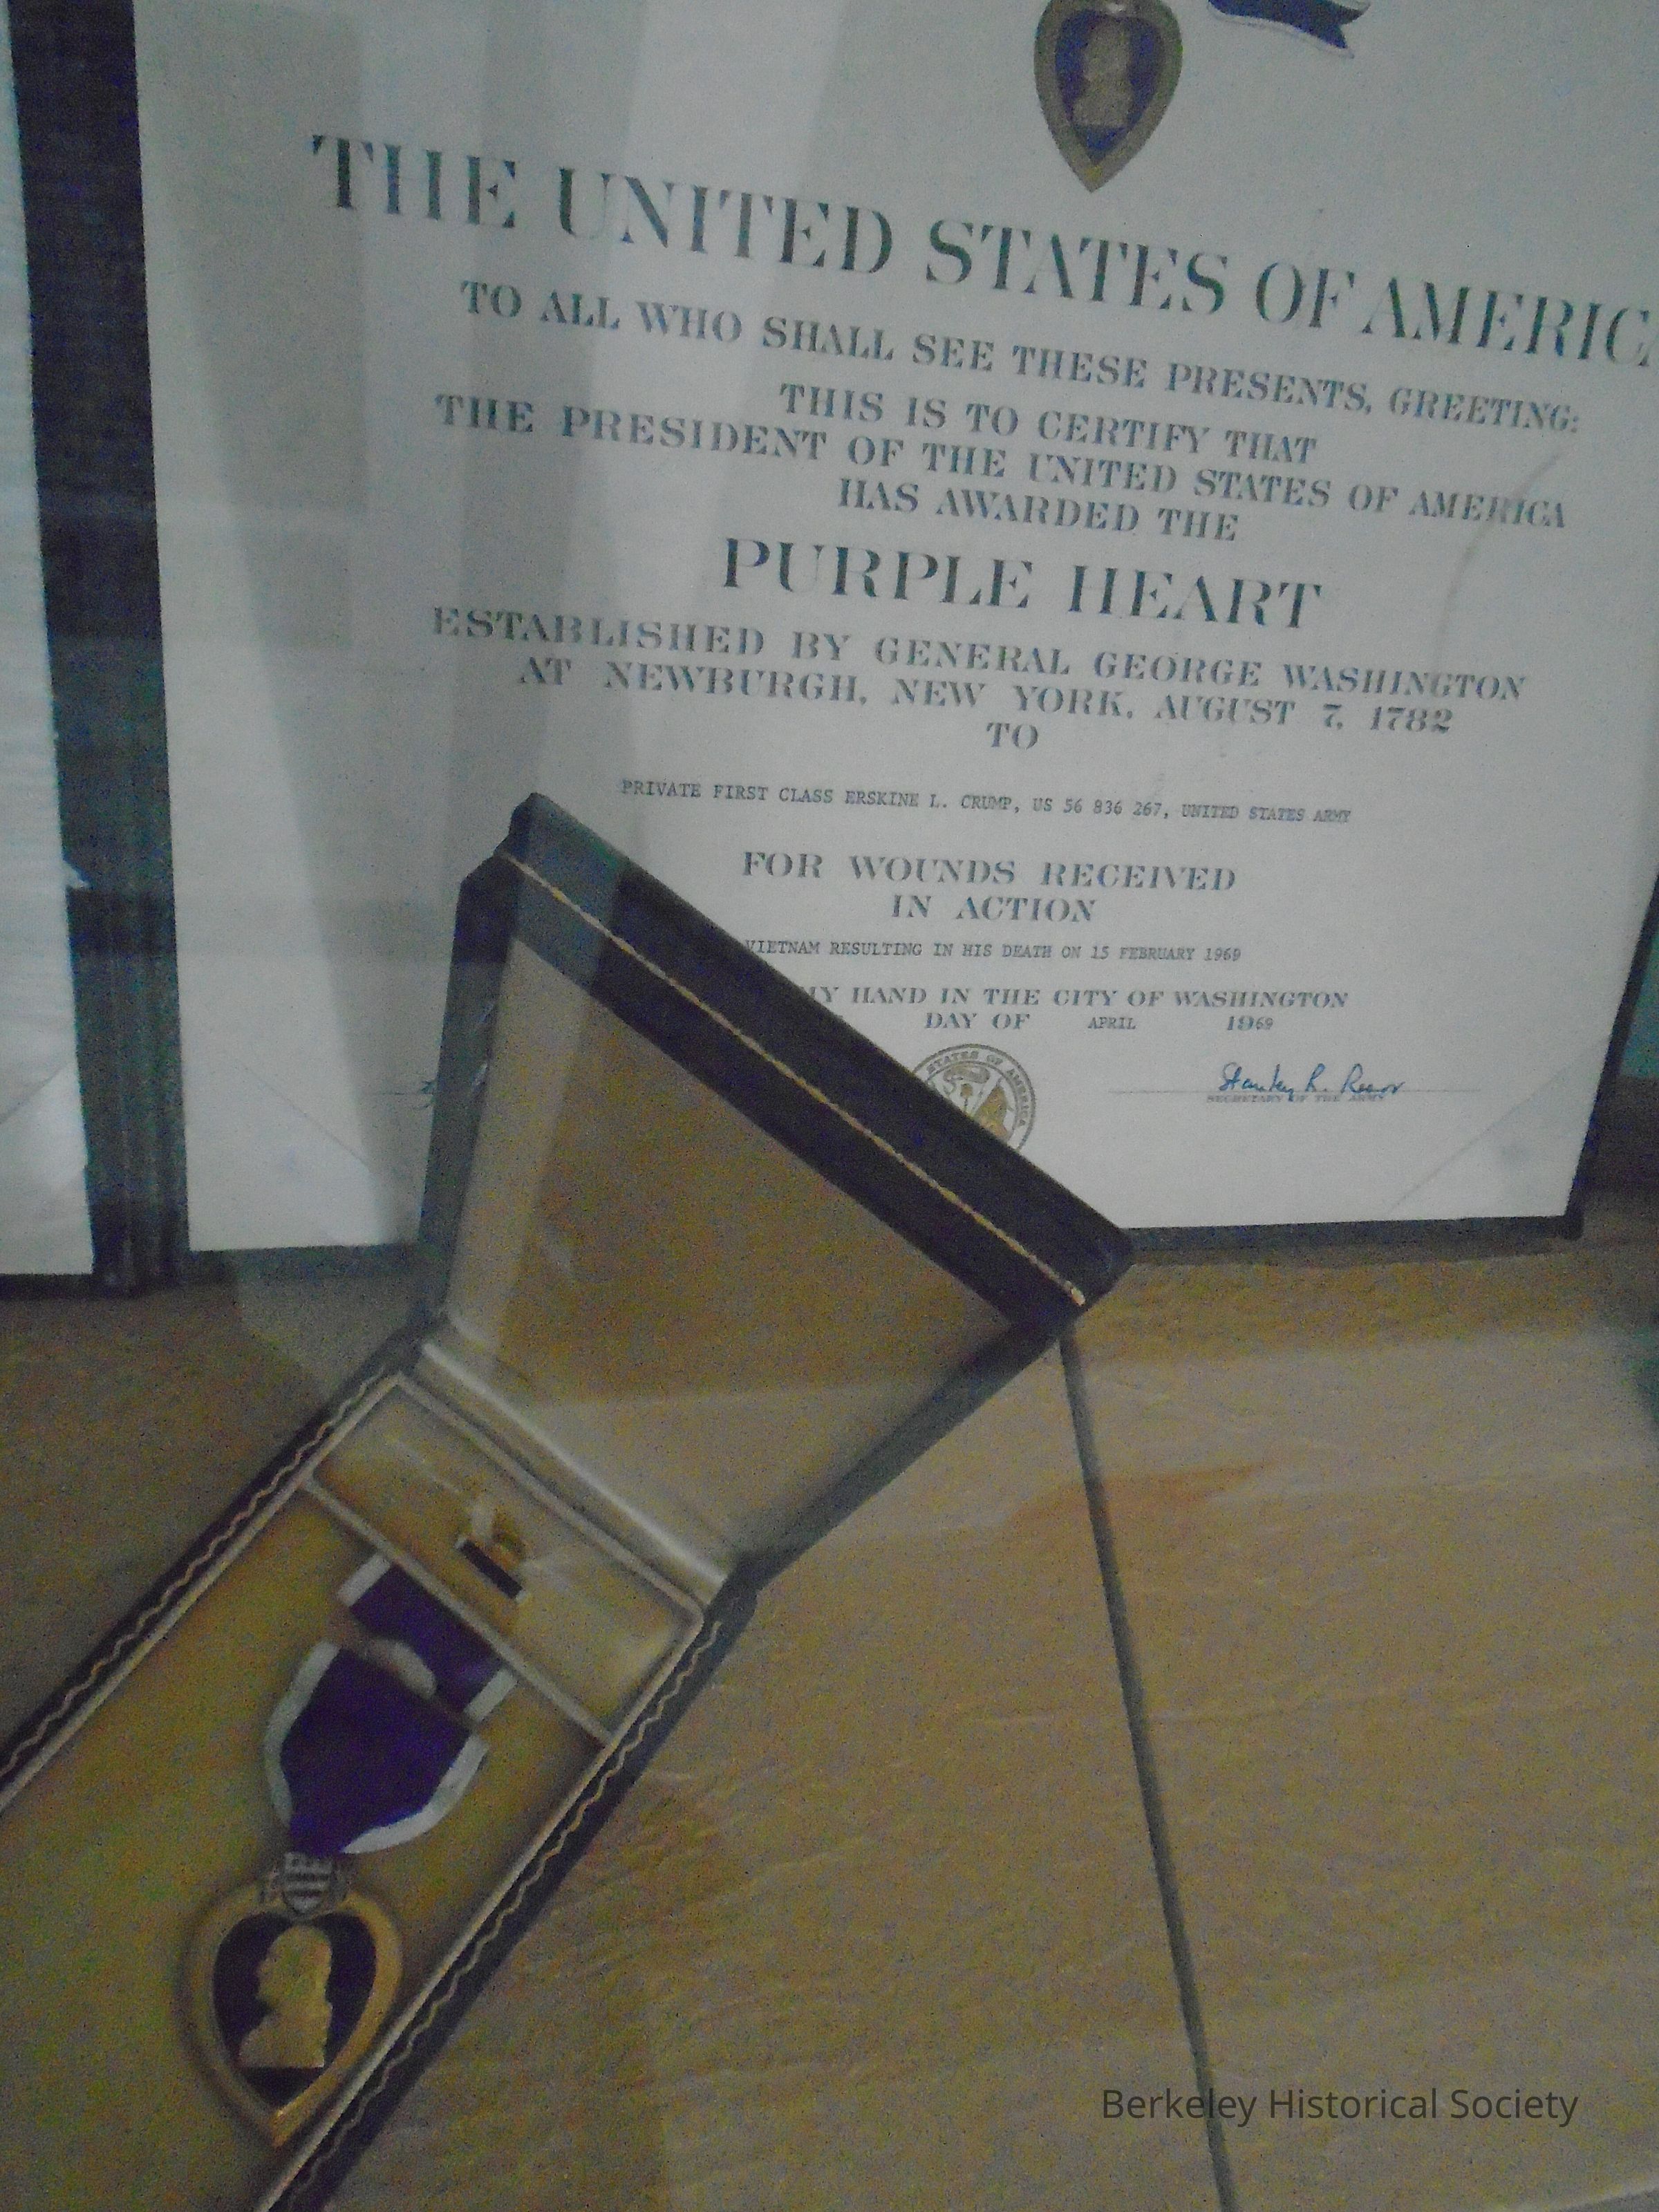 THE UNITED STATES OF AMERICA
TO ALL WHO SHALL SEE THESE PRESENTS, GREETING:
THIS IS TO CERTIFY THAT
THE PRESIDENT OF THE UNITED STATES OF AMERICA
HAS AWARDED THE
PURPLE HEART
ESTABLISHED BY GENERAL GEORGE WASHINGTON
AT NEWBURGH, NEW YORK, AUGUST 7, 1782
TO
PRIVATE FIRST CLASS ERSKINE L. CRUMP, US 56 836 267, UNITED STATES ARMY
FOR WOUNDS RECEIVED
IN ACTION
VIETNAM RESULTING IN HIS DEATH ON 15 FEBRUARY 1969
MY HAND IN THE CITY OF WASHINGTON
DAY OF APRIL 1969
STATES OF AMERICA
Stanley R. Resor
SECRETARY OF THE ARMY
Berkeley Historical Society